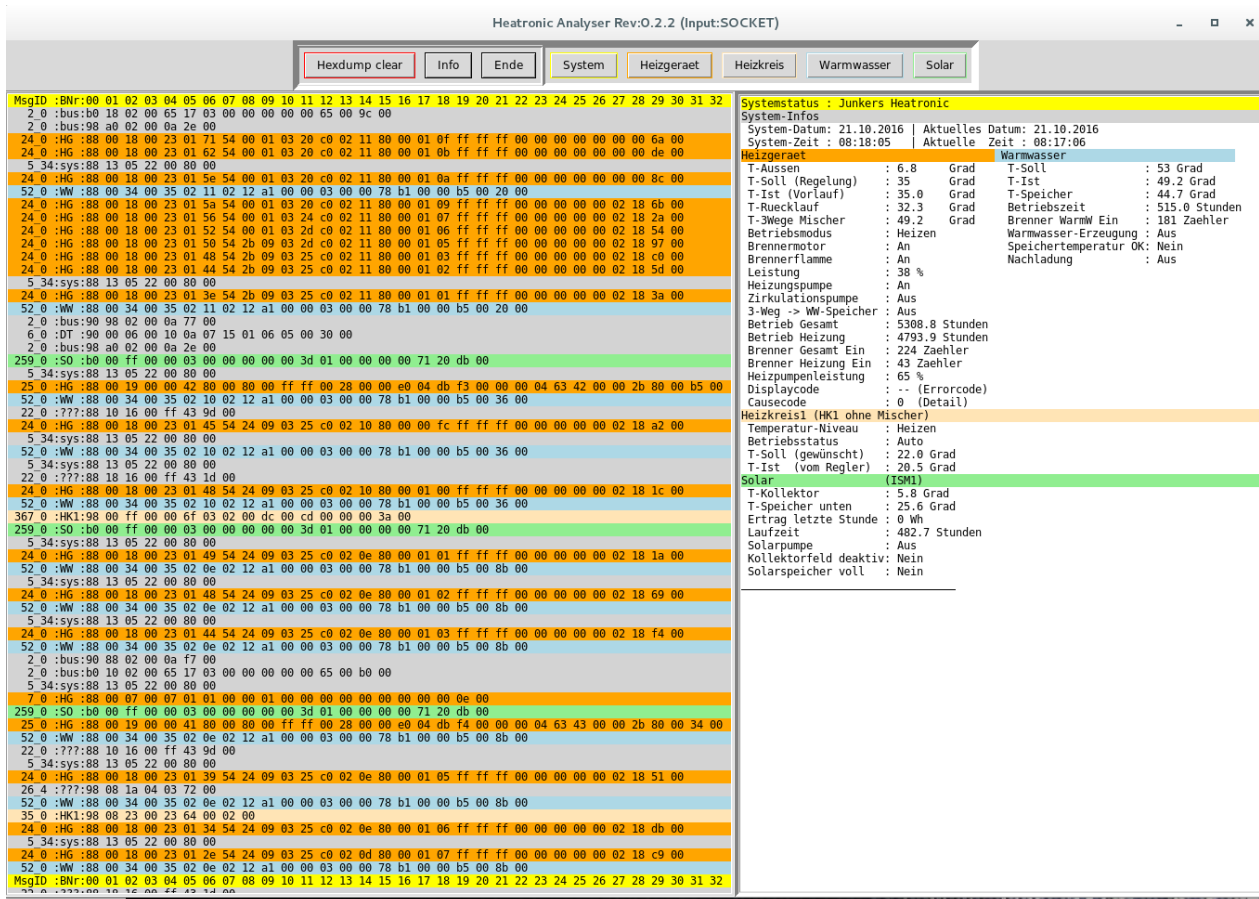 Heatronic Analyser Rev:0.2.2 (Input:SOCKET)
Hexdump clear Info Ende System Heizgeraet Heizkreis Warmwasser Solar
MsgID :BNr:00 01 02 03 04 05 06 07 08 09 10 11 12 13 14 15 16 17 18 19 20 21 22 23 24 25 26 27 28 29 30 31 32
2_0 :bus:b0 18 02 00 65 17 03 00 00 00 00 00 65 00 9c 00
2_0 :bus:98 a0 02 00 0a 2e 00
24_0 :HG :88 00 18 00 23 01 71 54 00 01 03 20 c0 02 11 80 00 01 0f ff ff ff 00 00 00 00 00 00 00 6a 00
24_0 :HG :88 00 18 00 23 01 62 54 00 01 03 20 c0 02 11 80 00 01 0b ff ff ff 00 00 00 00 00 00 00 de 00
5_34:sys:88 13 05 22 00 80 00
24_0 :HG :88 00 18 00 23 01 5e 54 00 01 03 20 c0 02 11 80 00 01 0a ff ff ff 00 00 00 00 00 00 00 8c 00
52_0 :WW :88 00 34 00 35 02 11 02 12 a1 00 00 03 00 00 78 b1 00 00 b5 00 20 00
24_0 :HG :88 00 18 00 23 01 5a 54 00 01 03 20 c0 02 11 80 00 01 09 ff ff ff 00 00 00 00 00 02 18 6b 00
24_0 :HG :88 00 18 00 23 01 56 54 00 01 03 24 c0 02 11 80 00 01 07 ff ff ff 00 00 00 00 00 02 18 2a 00
24_0 :HG :88 00 18 00 23 01 52 54 00 01 03 2d c0 02 11 80 00 01 06 ff ff ff 00 00 00 00 00 02 18 54 00
24_0 :HG :88 00 18 00 23 01 50 54 2b 09 03 2d c0 02 11 80 00 01 05 ff ff ff 00 00 00 00 00 02 18 97 00
24_0 :HG :88 00 18 00 23 01 48 54 2b 09 03 25 c0 02 11 80 00 01 03 ff ff ff 00 00 00 00 00 02 18 c0 00
24_0 :HG :88 00 18 00 23 01 44 54 2b 09 03 25 c0 02 11 80 00 01 02 ff ff ff 00 00 00 00 00 02 18 5d 00
5_34:sys:88 13 05 22 00 80 00
24_0 :HG :88 00 18 00 23 01 3e 54 2b 09 03 25 c0 02 11 80 00 01 01 ff ff ff 00 00 00 00 00 02 18 3a 00
52_0 :WW :88 00 34 00 35 02 11 02 12 a1 00 00 03 00 00 78 b1 00 00 b5 00 20 00
2_0 :bus:90 98 02 00 0a 77 00
6_0 :DT :90 00 06 00 10 0a 07 15 01 06 05 00 30 00
2_0 :bus:98 a0 02 00 0a 2e 00
259_0 :SO :b0 00 ff 00 00 03 00 00 00 00 00 3d 01 00 00 00 00 71 20 db 00
5_34:sys:88 13 05 22 00 80 00
25_0 :HG :88 00 19 00 00 42 80 00 80 00 ff ff 00 28 00 00 e0 04 db f3 00 00 00 04 63 42 00 00 2b 80 00 b5 00
52_0 :WW :88 00 34 00 35 02 10 02 12 a1 00 00 03 00 00 78 b1 00 00 b5 00 36 00
22_0 :???:88 10 16 00 ff 43 9d 00
24_0 :HG :88 00 18 00 23 01 45 54 24 09 03 25 c0 02 10 80 00 00 fc ff ff ff 00 00 00 00 00 02 18 a2 00
5_34:sys:88 13 05 22 00 80 00
52_0 :WW :88 00 34 00 35 02 10 02 12 a1 00 00 03 00 00 78 b1 00 00 b5 00 36 00
5_34:sys:88 13 05 22 00 80 00
22_0 :???:88 18 16 00 ff 43 1d 00
24_0 :HG :88 00 18 00 23 01 48 54 24 09 03 25 c0 02 10 80 00 01 00 ff ff ff 00 00 00 00 00 02 18 1c 00
52_0 :WW :88 00 34 00 35 02 10 02 12 a1 00 00 03 00 00 78 b1 00 00 b5 00 36 00
367_0 :HK1:98 00 ff 00 00 6f 03 02 00 dc 00 cd 00 00 00 3a 00
259_0 :SO :b0 00 ff 00 00 03 00 00 00 00 00 3d 01 00 00 00 00 71 20 db 00
5_34:sys:88 13 05 22 00 80 00
24_0 :HG :88 00 18 00 23 01 49 54 24 09 03 25 c0 02 0e 80 00 01 01 ff ff ff 00 00 00 00 00 02 18 1a 00
52_0 :WW :88 00 34 00 35 02 0e 02 12 a1 00 00 03 00 00 78 b1 00 00 b5 00 8b 00
5_34:sys:88 13 05 22 00 80 00
24_0 :HG :88 00 18 00 23 01 48 54 24 09 03 25 c0 02 0e 80 00 01 02 ff ff ff 00 00 00 00 00 02 18 69 00
52_0 :WW :88 00 34 00 35 02 0e 02 12 a1 00 00 03 00 00 78 b1 00 00 b5 00 8b 00
5_34:sys:88 13 05 22 00 80 00
24_0 :HG :88 00 18 00 23 01 44 54 24 09 03 25 c0 02 0e 80 00 01 03 ff ff ff 00 00 00 00 00 02 18 f4 00
52_0 :WW :88 00 34 00 35 02 0e 02 12 a1 00 00 03 00 00 78 b1 00 00 b5 00 8b 00
2_0 :bus:90 88 02 00 0a f7 00
2_0 :bus:b0 10 02 00 65 17 03 00 00 00 00 00 65 00 b0 00
5_34:sys:88 13 05 22 00 80 00
7_0 :HG :88 00 07 00 07 01 01 00 00 01 00 00 00 00 00 00 00 00 00 0e 00
259_0 :SO :b0 00 ff 00 00 03 00 00 00 00 00 3d 01 00 00 00 00 71 20 db 00
25_0 :HG :88 00 19 00 00 41 80 00 80 00 ff ff 00 28 00 00 e0 04 db f4 00 00 00 04 63 43 00 00 2b 80 00 34 00
52_0 :WW :88 00 34 00 35 02 0e 02 12 a1 00 00 03 00 00 78 b1 00 00 b5 00 8b 00
22_0 :???:88 10 16 00 ff 43 9d 00
5_34:sys:88 13 05 22 00 80 00
24_0 :HG :88 00 18 00 23 01 39 54 24 09 03 25 c0 02 0e 80 00 01 05 ff ff ff 00 00 00 00 00 02 18 51 00
26_4 :???:98 08 1a 04 03 72 00
52_0 :WW :88 00 34 00 35 02 0e 02 12 a1 00 00 03 00 00 78 b1 00 00 b5 00 8b 00
35_0 :HK1:98 08 23 00 23 64 00 02 00
24_0 :HG :88 00 18 00 23 01 34 54 24 09 03 25 c0 02 0e 80 00 01 06 ff ff ff 00 00 00 00 00 02 18 db 00
5_34:sys:88 13 05 22 00 80 00
24_0 :HG :88 00 18 00 23 01 2e 54 24 09 03 25 c0 02 0d 80 00 01 07 ff ff ff 00 00 00 00 00 02 18 c9 00
52_0 :WW :88 00 34 00 35 02 0e 02 12 a1 00 00 03 00 00 78 b1 00 00 b5 00 8b 00
MsgID :BNr:00 01 02 03 04 05 06 07 08 09 10 11 12 13 14 15 16 17 18 19 20 21 22 23 24 25 26 27 28 29 30 31 32
22_0 :???:88 18 16 00 ff 43 1d 00
Systemstatus : Junkers Heatronic
System-Infos
System-Datum: 21.10.2016 | Aktuelles Datum: 21.10.2016
System-Zeit : 08:18:05 | Aktuelle Zeit : 08:17:06
Heizgeraet Warmwasser
T-Aussen : 6.8 Grad T-Soll : 53 Grad
T-Soll (Regelung) : 35 Grad T-Ist : 49.2 Grad
T-Ist (Vorlauf) : 35.0 Grad T-Speicher : 44.7 Grad
T-Ruecklauf : 32.3 Grad Betriebszeit : 515.0 Stunden
T-3Wege Mischer : 49.2 Grad Brenner WarmW Ein : 181 Zaehler
Betriebsmodus : Heizen Warmwasser-Erzeugung : Aus
Brennermotor : An Speichertemperatur OK: Nein
Brennerflamme : An Nachladung : Aus
Leistung : 38 %
Heizungspumpe : An
Zirkulationspumpe : Aus
3-Weg -> WW-Speicher : Aus
Betrieb Gesamt : 5308.8 Stunden
Betrieb Heizung : 4793.9 Stunden
Brenner Gesamt Ein : 224 Zaehler
Brenner Heizung Ein : 43 Zaehler
Heizpumpenleistung : 65 %
Displaycode : -- (Errorcode)
Causecode : 0 (Detail)
Heizkreis1 (HK1 ohne Mischer)
Temperatur-Niveau : Heizen
Betriebsstatus : Auto
T-Soll (gewünscht) : 22.0 Grad
T-Ist (vom Regler) : 20.5 Grad
Solar (ISM1)
T-Kollektor : 5.8 Grad
T-Speicher unten : 25.6 Grad
Ertrag letzte Stunde : 0 Wh
Laufzeit : 482.7 Stunden
Solarpumpe : Aus
Kollektorfeld deaktiv: Nein
Solarspeicher voll : Nein